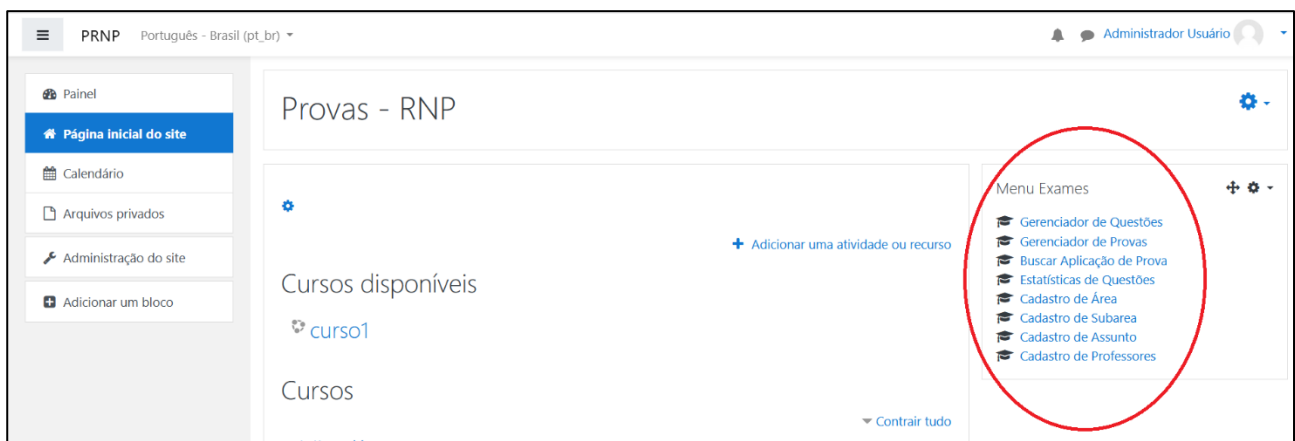 PRNP Português - Brasil (pt_br)
Administrador Usuário
Painel
Página inicial do site
Calendário
Arquivos privados
Administração do site
Adicionar um bloco
Provas - RNP
Adicionar uma atividade ou recurso
Cursos disponíveis
curso1
Cursos
Contrair tudo
Menu Exames
Gerenciador de Questões
Gerenciador de Provas
Buscar Aplicação de Prova
Estatísticas de Questões
Cadastro de Área
Cadastro de Subarea
Cadastro de Assunto
Cadastro de Professores